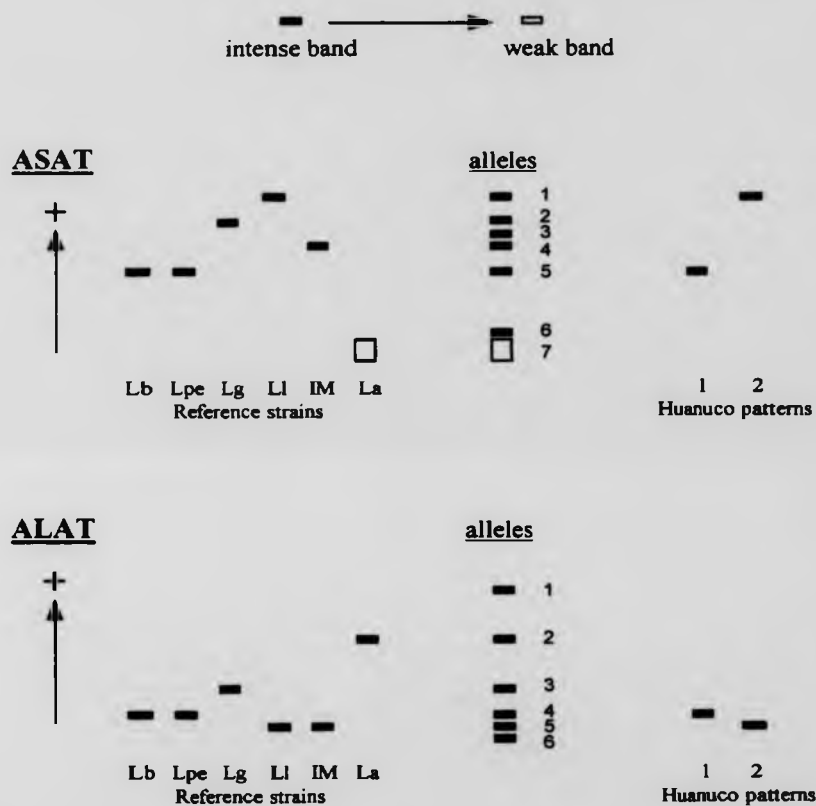 intense band weak band
ASAT
alleles
+
1
2
3
4
5
6
7
Lb Lpe Lg Ll IM La
Reference strains
1 2
Huanuco patterns
ALAT
alleles
+
1
2
3
4
5
6
Lb Lpe Lg Ll IM La
Reference strains
1 2
Huanuco patterns